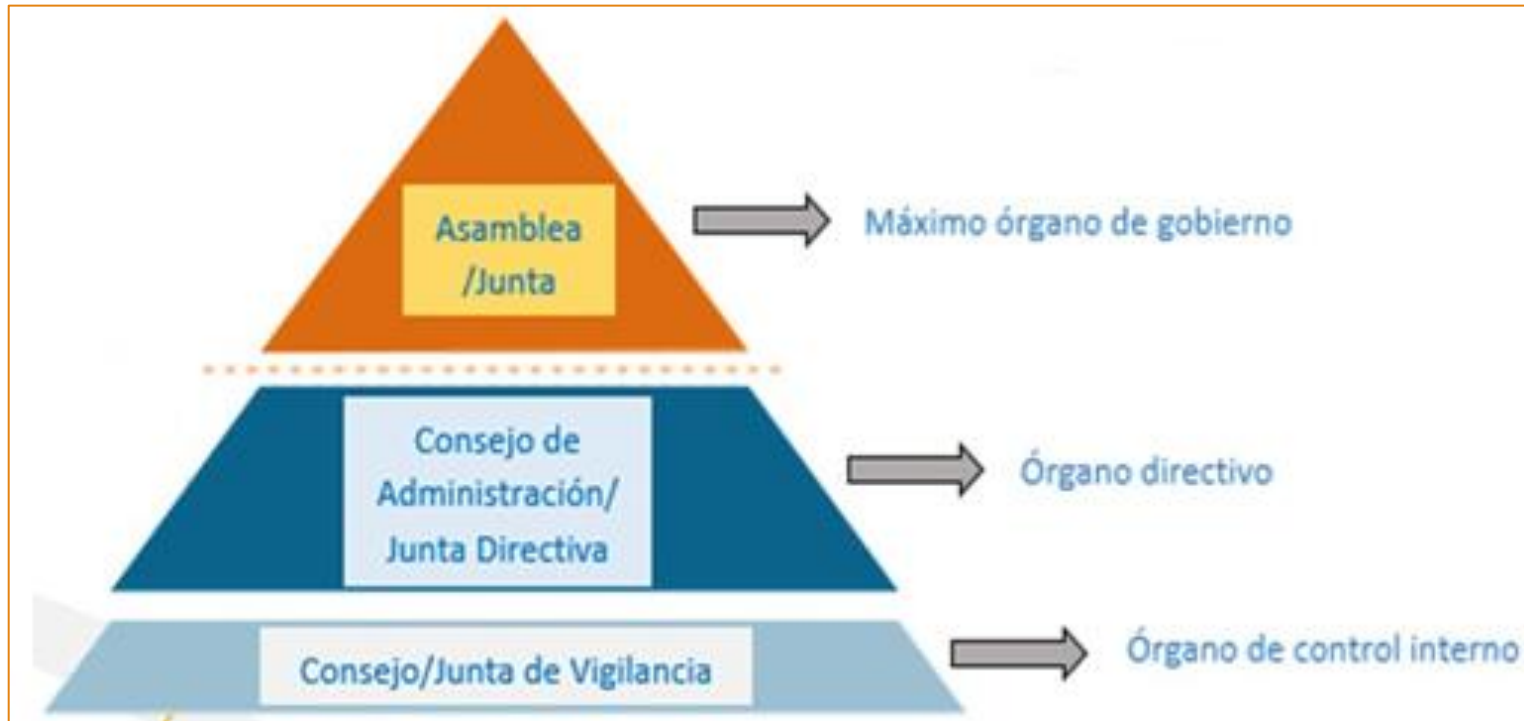 Asamblea
/Junta
Máximo órgano de gobierno
Consejo de
Administración/
Junta Directiva
Órgano directivo
Consejo/Junta de Vigilancia
Órgano de control interno